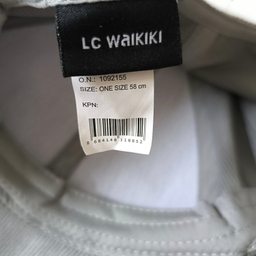 LC WAIKIKI
O.N.: 1092155
SIZE: ONE SIZE 58 cm
KPN: